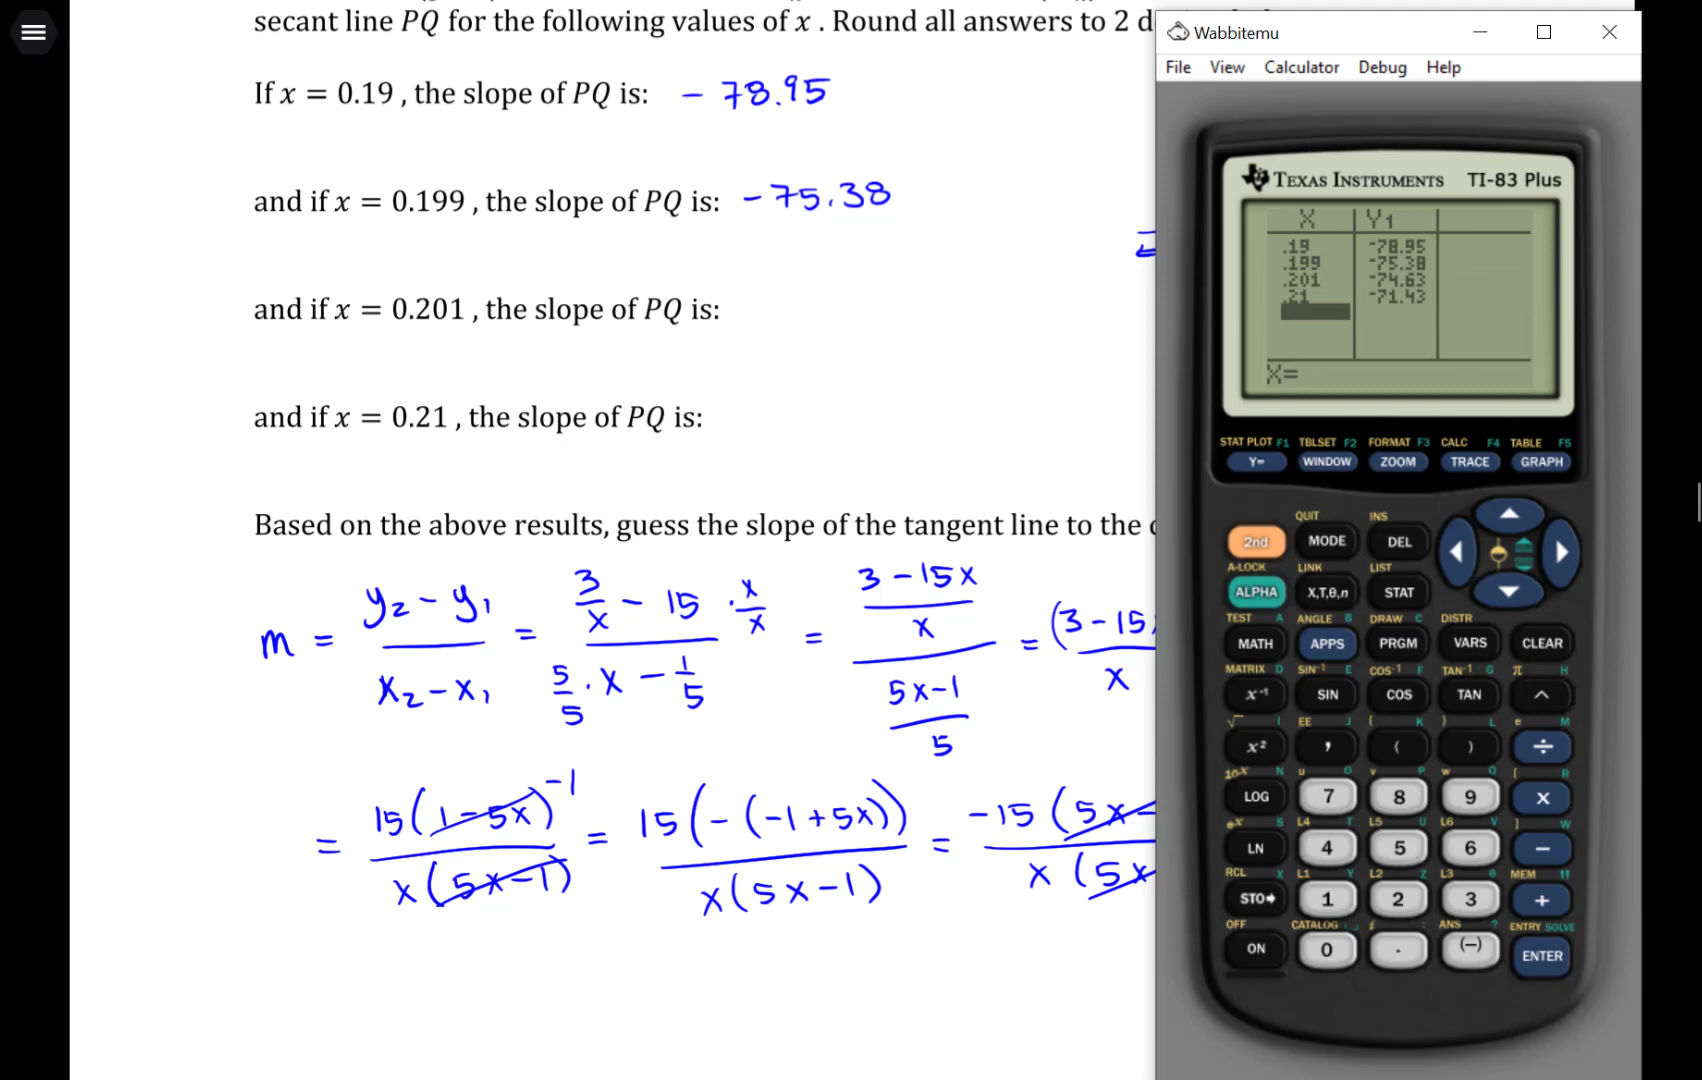 secant line PQ for the following values of x . Round all answers to 2 d
If x = 0.19 , the slope of PQ is: - 78.95
and if x = 0.199 , the slope of PQ is: -75.38
and if x = 0.201 , the slope of PQ is:
and if x = 0.21 , the slope of PQ is:
Based on the above results, guess the slope of the tangent line to the
m = (y₂ - y₁)/(x₂ - x₁) = (3/x - 15 · x/x)/(5/5 · x - 1/5) = ((3 - 15x)/x)/((5x-1)/5) = (3 - 15
x
= 15(1-5x)⁻¹/x(5x-1) = 15(-(-1+5x))/x(5x-1) = -15(5x-/x(5x
Wabbitemu
File View Calculator Debug Help
TEXAS INSTRUMENTS TI-83 Plus
X Y₁
.19 -78.95
.199 -75.38
.201 -74.63
.21 -71.43
X=
STAT PLOT F1 TBLSET F2 FORMAT F3 CALC F4 TABLE F5
Y= WINDOW ZOOM TRACE GRAPH
QUIT INS
2nd MODE DEL
A-LOCK LINK LIST
ALPHA X,T,θ,n STAT
TEST A ANGLE B DRAW C DISTR
MATH APPS PRGM VARS CLEAR
MATRIX D SIN⁻¹ E COS⁻¹ F TAN⁻¹ G π H
x⁻¹ SIN COS TAN ^
√ I EE J { K } L e M
x² , ( ) ÷
10ˣ N u O v P w Q [ R
LOG 7 8 9 X
eˣ S L4 T L5 U L6 V ] W
LN 4 5 6 −
RCL X L1 Y L2 Z L3 θ MEM "
STO➔ 1 2 3 +
OFF CATALOG i : ANS ? ENTRY SOLVE
ON 0 . (−) ENTER